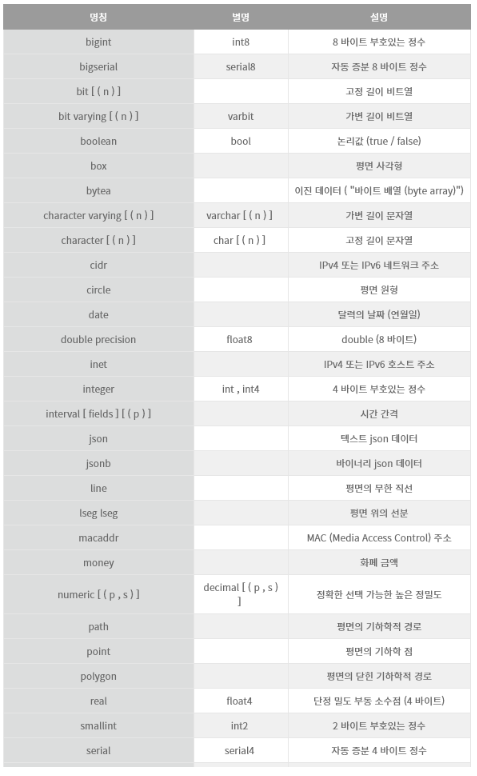 명칭 별명 설명
bigint int8 8 바이트 부호있는 정수
bigserial serial8 자동 증분 8 바이트 정수
bit [ ( n ) ] 고정 길이 비트열
bit varying [ ( n ) ] varbit 가변 길이 비트열
boolean bool 논리값 (true / false)
box 평면 사각형
bytea 이진 데이터 ( "바이트 배열 (byte array)")
character varying [ ( n ) ] varchar [ ( n ) ] 가변 길이 문자열
character [ ( n ) ] char [ ( n ) ] 고정 길이 문자열
cidr IPv4 또는 IPv6 네트워크 주소
circle 평면 원형
date 달력의 날짜 (연월일)
double precision float8 double (8 바이트)
inet IPv4 또는 IPv6 호스트 주소
integer int , int4 4 바이트 부호있는 정수
interval [ fields ] [ ( p ) ] 시간 간격
json 텍스트 json 데이터
jsonb 바이너리 json 데이터
line 평면의 무한 직선
lseg lseg 평면 위의 선분
macaddr MAC (Media Access Control) 주소
money 화폐 금액
numeric [ ( p , s ) ] decimal [ ( p , s ) ] 정확한 선택 가능한 높은 정밀도
path 평면의 기하학적 경로
point 평면의 기하학 점
polygon 평면의 닫힌 기하학적 경로
real float4 단정 밀도 부동 소수점 (4 바이트)
smallint int2 2 바이트 부호있는 정수
serial serial4 자동 증분 4 바이트 정수